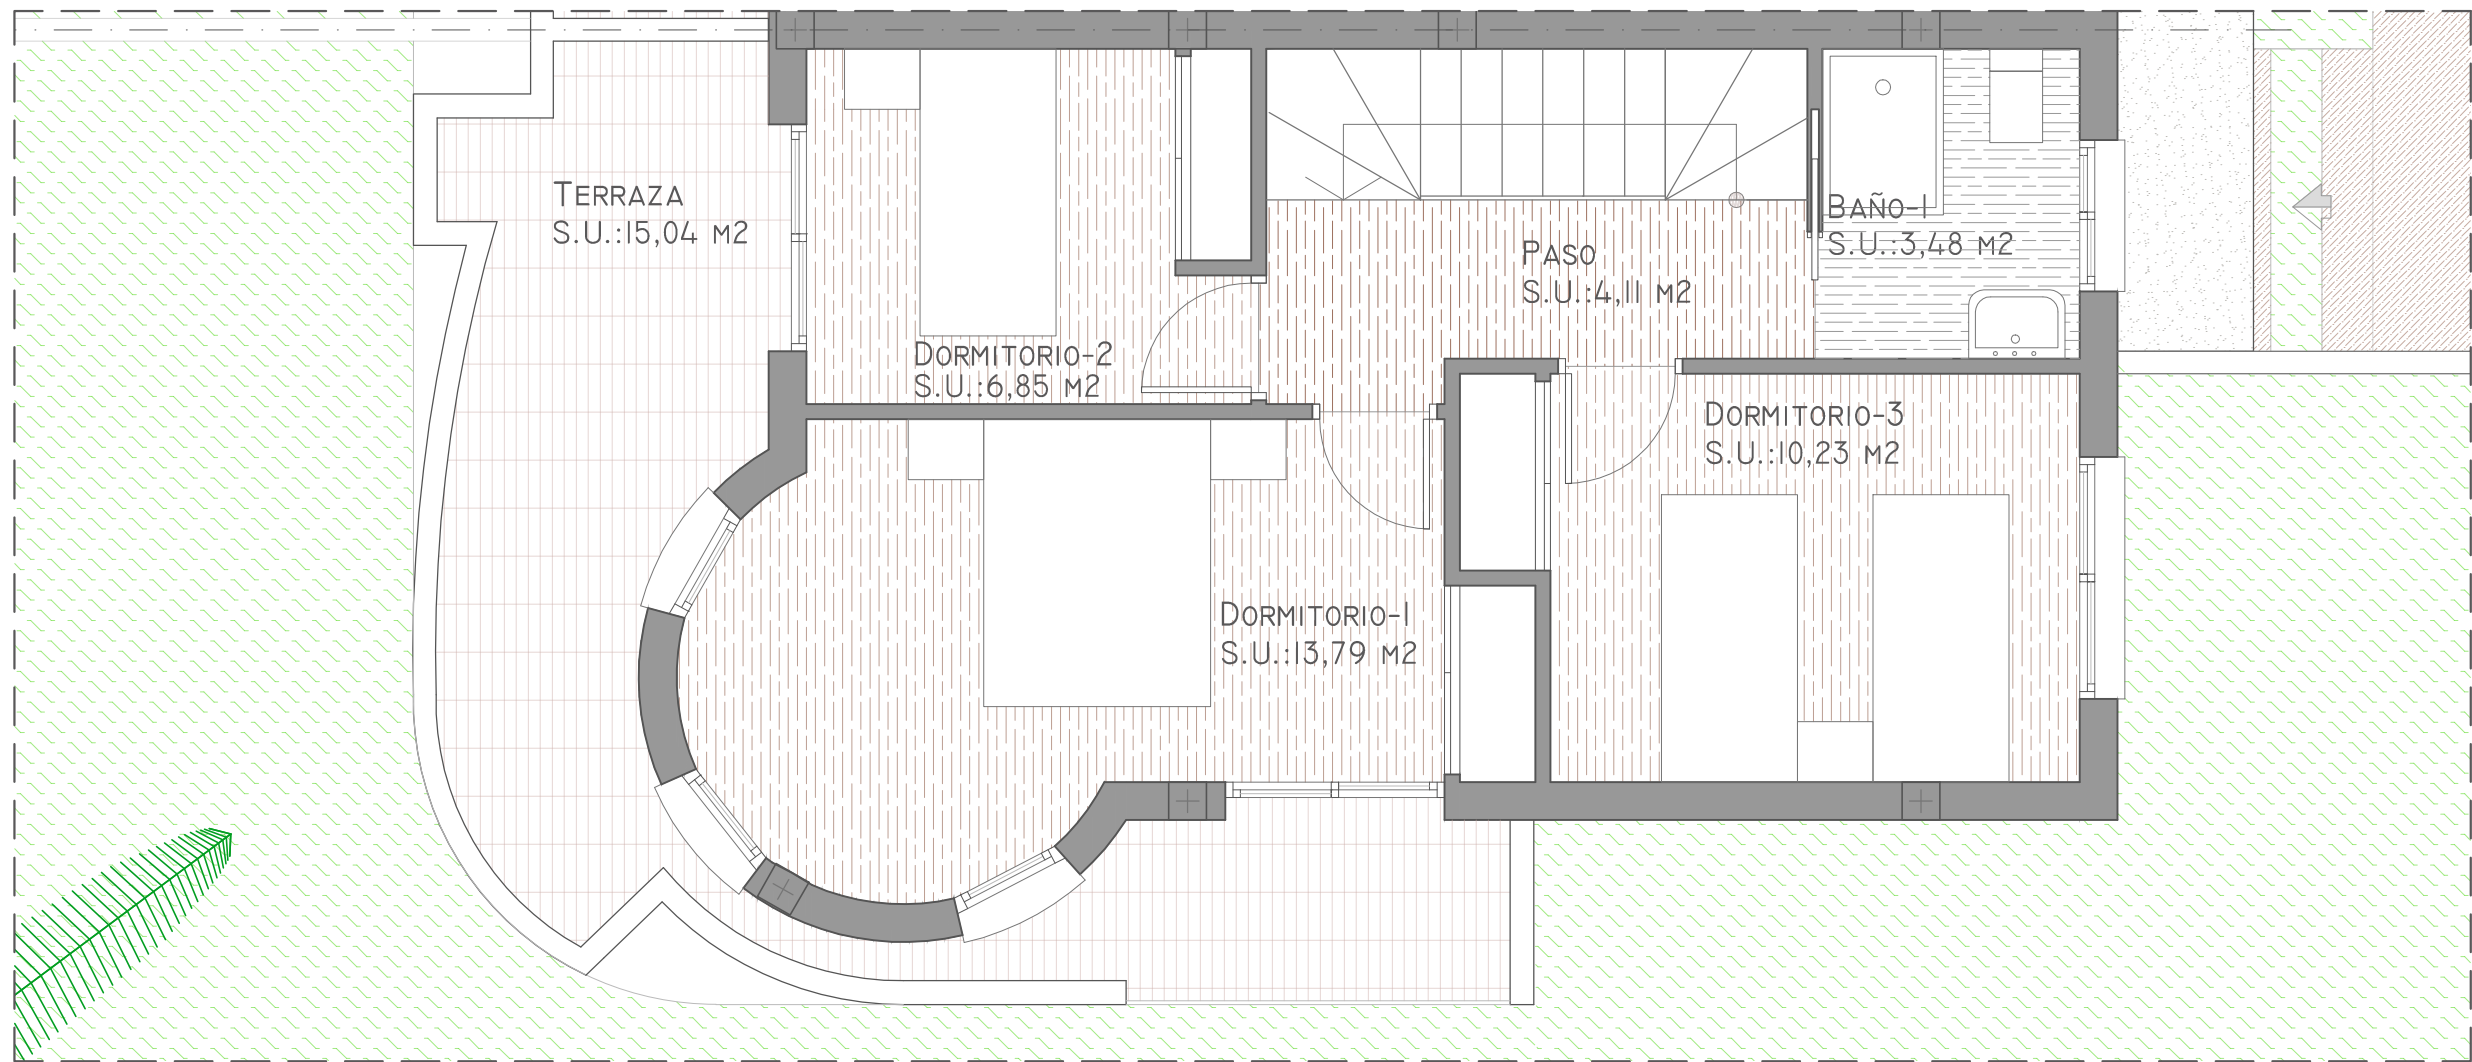 TERRAZA
S.U.:15,04 M2
DORMITORIO-2
S.U.:6,85 M2
PASO
S.U.:4,11 M2
BAÑO-1
S.U.:3,48 M2
DORMITORIO-3
S.U.:10,23 M2
DORMITORIO-1
S.U.:13,79 M2